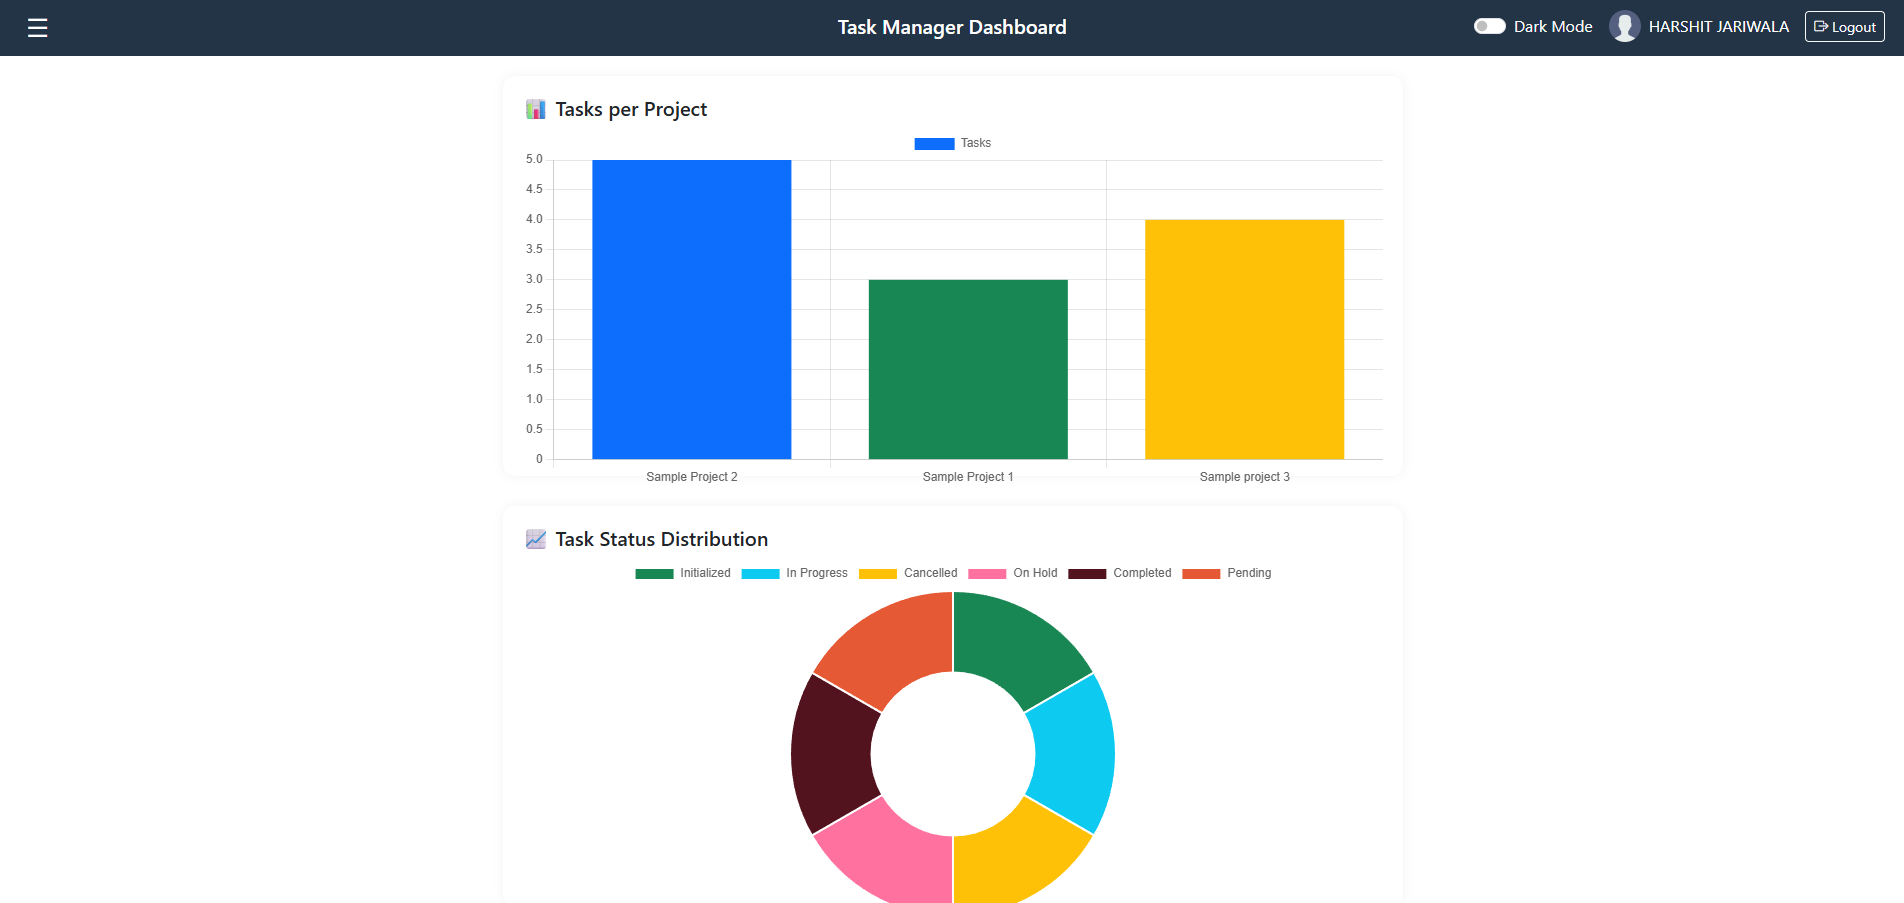 ☰ Task Manager Dashboard Dark Mode HARSHIT JARIWALA Logout
Tasks per Project
Tasks
5.0
4.5
4.0
3.5
3.0
2.5
2.0
1.5
1.0
0.5
0
Sample Project 2 Sample Project 1 Sample project 3
Task Status Distribution
Initialized In Progress Cancelled On Hold Completed Pending